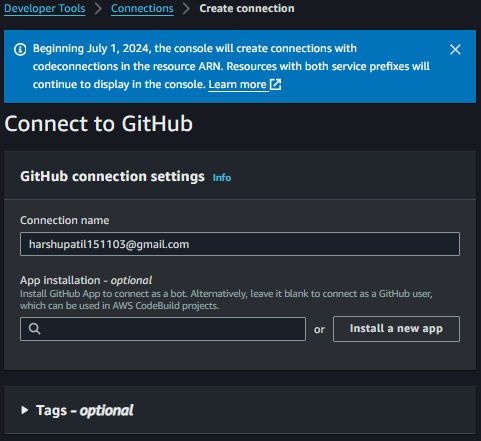 Developer Tools > Connections > Create connection
Beginning July 1, 2024, the console will create connections with
codeconnections in the resource ARN. Resources with both service prefixes will
continue to display in the console. Learn more
Connect to GitHub
GitHub connection settings Info
Connection name
harshupatil151103@gmail.com
App installation - optional
Install GitHub App to connect as a bot. Alternatively, leave it blank to connect as a GitHub user,
which can be used in AWS CodeBuild projects.
or Install a new app
Tags - optional